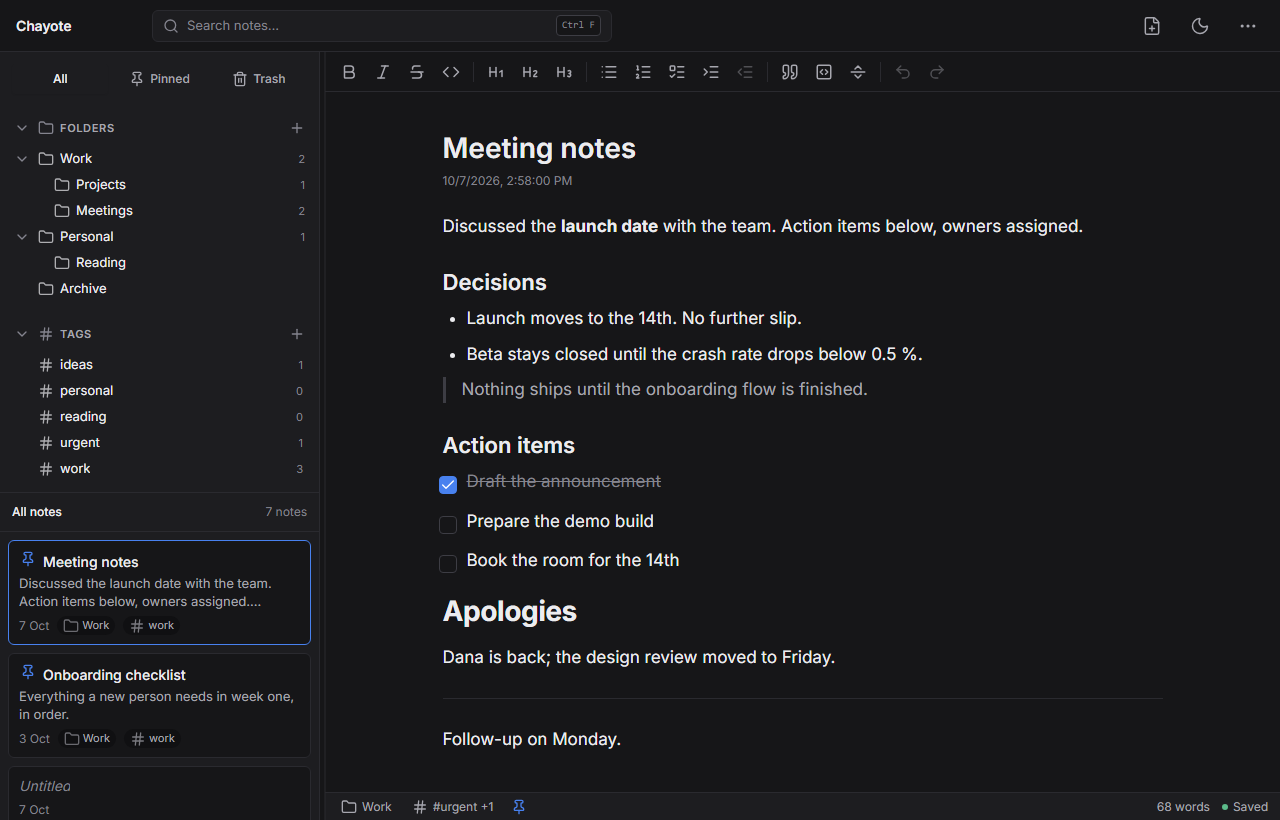 Chayote
Search notes...
Ctrl F
All
Pinned
Trash
FOLDERS
Work 2
Projects 1
Meetings 2
Personal 1
Reading
Archive
TAGS
ideas 1
personal 0
reading 0
urgent 1
work 3
All notes 7 notes
Meeting notes
Discussed the launch date with the team.
Action items below, owners assigned....
7 Oct Work work
Onboarding checklist
Everything a new person needs in week one,
in order.
3 Oct Work work
Untitled
7 Oct
H1 H2 H3
Meeting notes
10/7/2026, 2:58:00 PM
Discussed the launch date with the team. Action items below, owners assigned.
Decisions
Launch moves to the 14th. No further slip.
Beta stays closed until the crash rate drops below 0.5 %.
Nothing ships until the onboarding flow is finished.
Action items
Draft the announcement
Prepare the demo build
Book the room for the 14th
Apologies
Dana is back; the design review moved to Friday.
Follow-up on Monday.
Work #urgent +1
68 words Saved